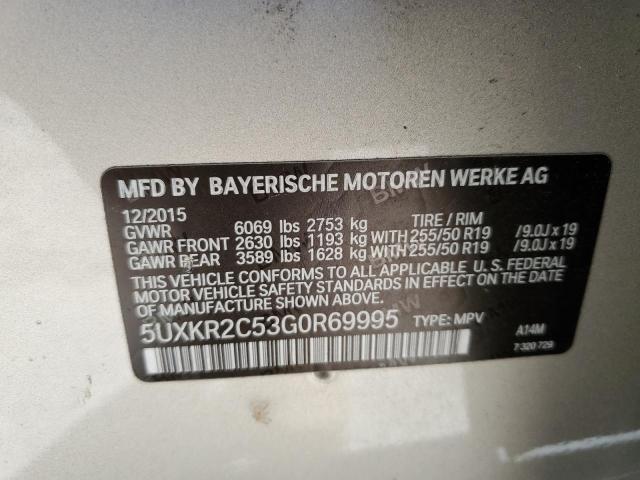 MFD BY BAYERISCHE MOTOREN WERKE AG
12/2015 TIRE / RIM
GVWR 6069 lbs 2753 kg
GAWR FRONT 2630 lbs 1193 kg WITH 255/50 R19 /9.0J x 19
GAWR REAR 3589 lbs 1628 kg WITH 255/50 R19 /9.0J x 19
THIS VEHICLE CONFORMS TO ALL APPLICABLE U.S. FEDERAL
MOTOR VEHICLE SAFETY STANDARDS IN EFFECT ON THE
DATE OF MANUFACTURE SHOWN ABOVE.
5UXKR2C53G0R69995 TYPE: MPV A14M
7 320 729